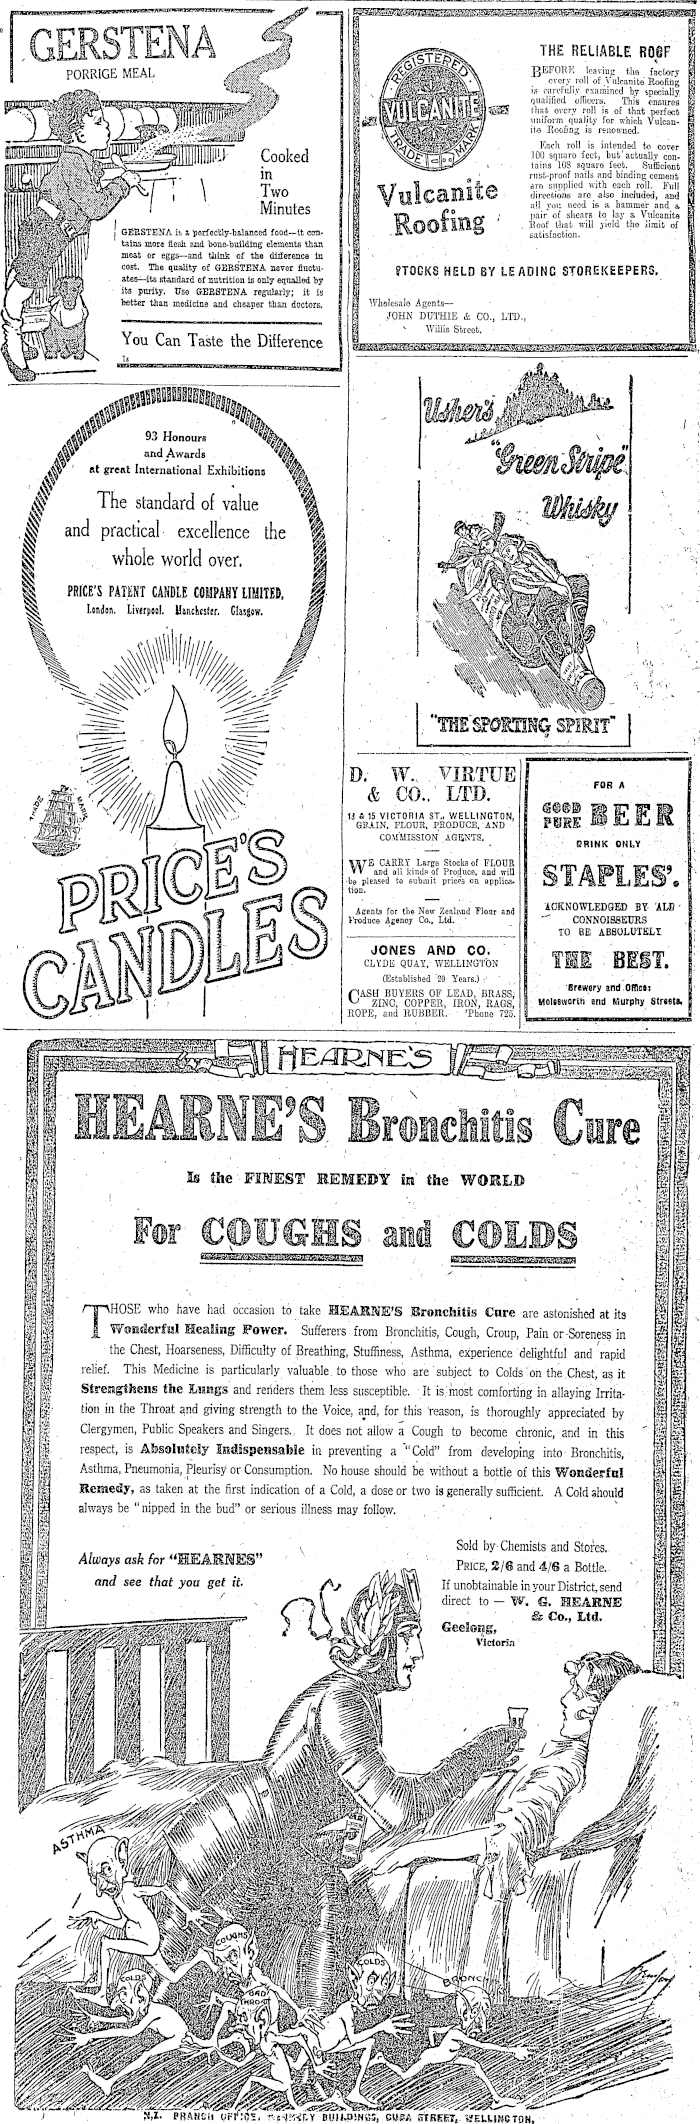 GERSTENA
PORRIGE MEAL
Cooked
in
Two
Minutes
GERSTENA is a perfectly-balanced food—it con-
tains more flesh and bone-building elements than
meat or eggs—and think of the difference in
cost. The quality of GERSTENA never fluctu-
ates—its standard of nutrition is only equalled by
its purity. Use GERSTENA regularly; it is
better than medicine and cheaper than doctors.
You Can Taste the Difference
REGISTERED
VULCANITE
TRADE MARK
Vulcanite
Roofing
THE RELIABLE ROOF
BEFORE leaving the factory
every roll of Vulcanite Roofing
is carefully examined by specially
qualified officers. This ensures
that every roll is of that perfect
uniform quality for which Vulcan-
ite Roofing is renowned.
Each roll is intended to cover
100 square feet, but actually con-
tains 108 square feet. Sufficient
rust-proof nails and binding cement
are supplied with each roll. Full
directions are also included, and
all you need is a hammer and a
pair of shears to lay a Vulcanite
Roof that will yield the limit of
satisfaction.
STOCKS HELD BY LEADING STOREKEEPERS.
Wholesale Agents—
JOHN DUTHIE & CO., LTD.,
Willis Street.
93 Honours
and Awards
at great International Exhibitions
The standard of value
and practical excellence the
whole world over.
PRICE'S PATENT CANDLE COMPANY LIMITED,
London. Liverpool. Manchester. Glasgow.
TRADE MARK
PRICE'S
CANDLES
Usher's
"Green Stripe"
Whisky
"THE SPORTING SPIRIT"
D. W. VIRTUE
& CO., LTD.
13 & 15 VICTORIA ST., WELLINGTON,
GRAIN, FLOUR, PRODUCE, AND
COMMISSION AGENTS.
WE CARRY Large Stocks of FLOUR
and all kinds of Produce, and will
be pleased to submit prices on applica-
tion.
Agents for the New Zealand Flour and
Produce Agency Co., Ltd.
JONES AND CO.
CLYDE QUAY, WELLINGTON
(Established 20 Years.)
CASH BUYERS OF LEAD, BRASS,
ZINC, COPPER, IRON, RAGS,
ROPE, and RUBBER. 'Phone 725.
FOR A
GOOD PURE BEER
DRINK ONLY
STAPLES'.
ACKNOWLEDGED BY ALE
CONNOISSEURS
TO BE ABSOLUTELY
THE BEST.
Brewery and Office:
Molesworth and Murphy Streets.
HEARNE'S
HEARNE'S Bronchitis Cure
Is the FINEST REMEDY in the WORLD
For COUGHS and COLDS
THOSE who have had occasion to take HEARNE'S Bronchitis Cure are astonished at its
Wonderful Healing Power. Sufferers from Bronchitis, Cough, Croup, Pain or Soreness in
the Chest, Hoarseness, Difficulty of Breathing, Stuffiness, Asthma, experience delightful and rapid
relief. This Medicine is particularly valuable to those who are subject to Colds on the Chest, as it
Strengthens the Lungs and renders them less susceptible. It is most comforting in allaying Irrita-
tion in the Throat and giving strength to the Voice, and, for this reason, is thoroughly appreciated by
Clergymen, Public Speakers and Singers. It does not allow a Cough to become chronic, and in this
respect, is Absolutely Indispensable in preventing a "Cold" from developing into Bronchitis,
Asthma, Pneumonia, Pleurisy or Consumption. No house should be without a bottle of this Wonderful
Remedy, as taken at the first indication of a Cold, a dose or two is generally sufficient. A Cold should
always be "nipped in the bud" or serious illness may follow.
Always ask for "HEARNES"
and see that you get it.
Sold by Chemists and Stores.
PRICE, 2/6 and 4/6 a Bottle.
If unobtainable in your District, send
direct to — W. G. HEARNE
& Co., Ltd.
Geelong,
Victoria
ASTHMA
COUGHS
COLDS
BAD
THROAT
COLDS
BRONC
N.Z. BRANCH OFFICE, BUILDINGS, CUBA STREET, WELLINGTON,